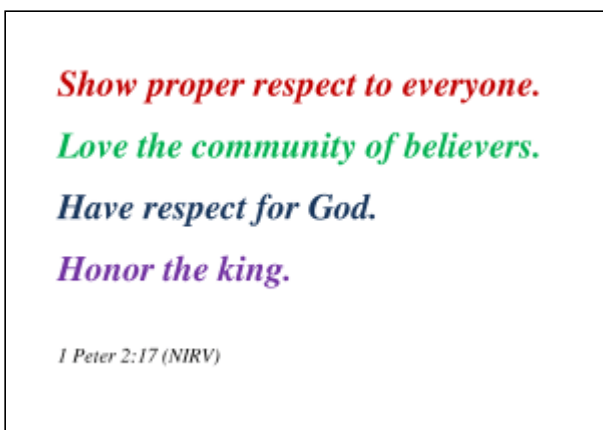 Show proper respect to everyone.
Love the community of believers.
Have respect for God.
Honor the king.
1 Peter 2:17 (NIRV)